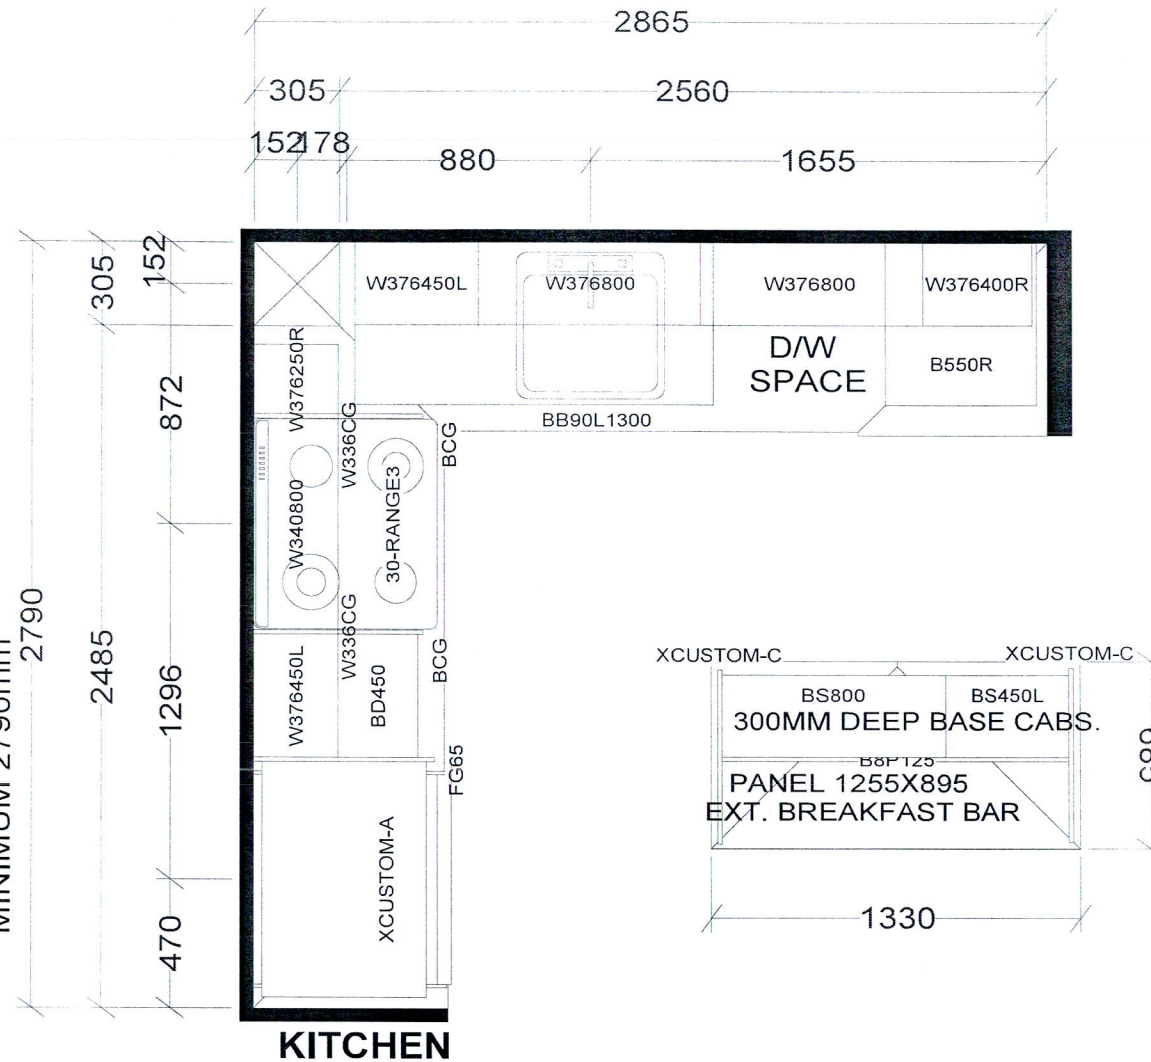 2865
305
2560
152
178
880
1655
152
305
872
2790
2485
1296
470
MINIMUM 2790mm
W376450L
W376800
W376800
W376400R
D/W
SPACE
B550R
BB90L1300
W376250R
W336CG
BCG
W340800
30-RANGE3
W336CG
BCG
W376450L
BD450
FG65
XCUSTOM-A
XCUSTOM-C
XCUSTOM-C
BS800
BS450L
300MM DEEP BASE CABS.
PANEL 1255X895
EXT. BREAKFAST BAR
1330
KITCHEN